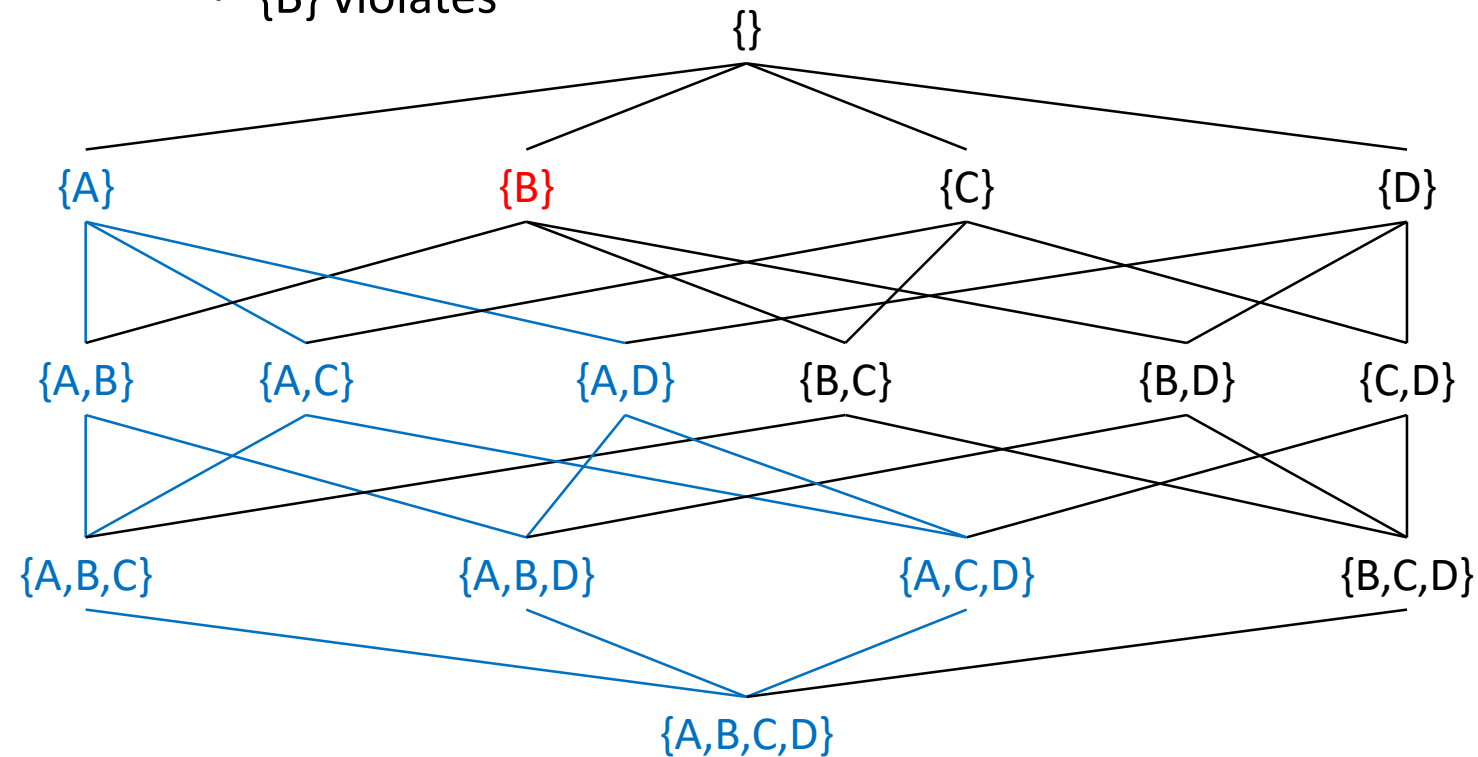 {B} violates
{}
{A} {B} {C} {D}
{A,B} {A,C} {A,D} {B,C} {B,D} {C,D}
{A,B,C} {A,B,D} {A,C,D} {B,C,D}
{A,B,C,D}